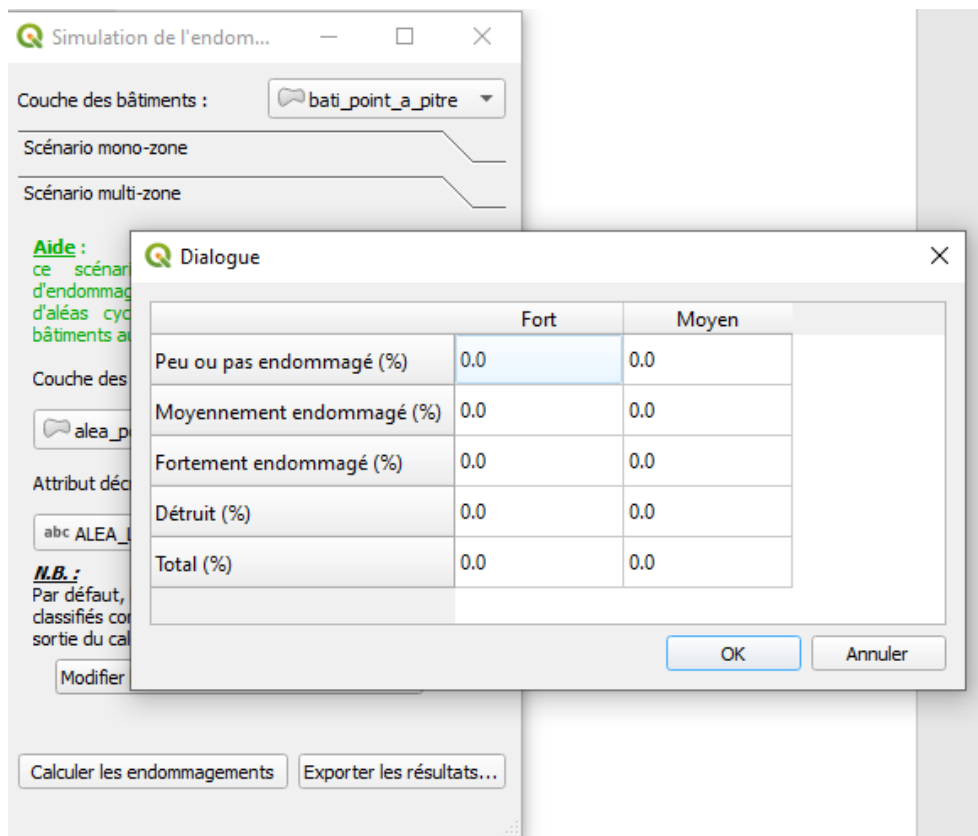 Simulation de l'endom...
Couche des bâtiments :
bati_point_a_pitre
Scénario mono-zone
Scénario multi-zone
Aide :
ce scénari
d'endommag
d'aléas cyc
bâtiments au
Couche des
alea_p
Attribut déc
abc ALEA_L
N.B. :
Par défaut,
classifiés con
sortie du cal
Modifier
Dialogue
Fort Moyen
Peu ou pas endommagé (%) 0.0 0.0
Moyennement endommagé (%) 0.0 0.0
Fortement endommagé (%) 0.0 0.0
Détruit (%) 0.0 0.0
Total (%) 0.0 0.0
OK Annuler
Calculer les endommagements Exporter les résultats...